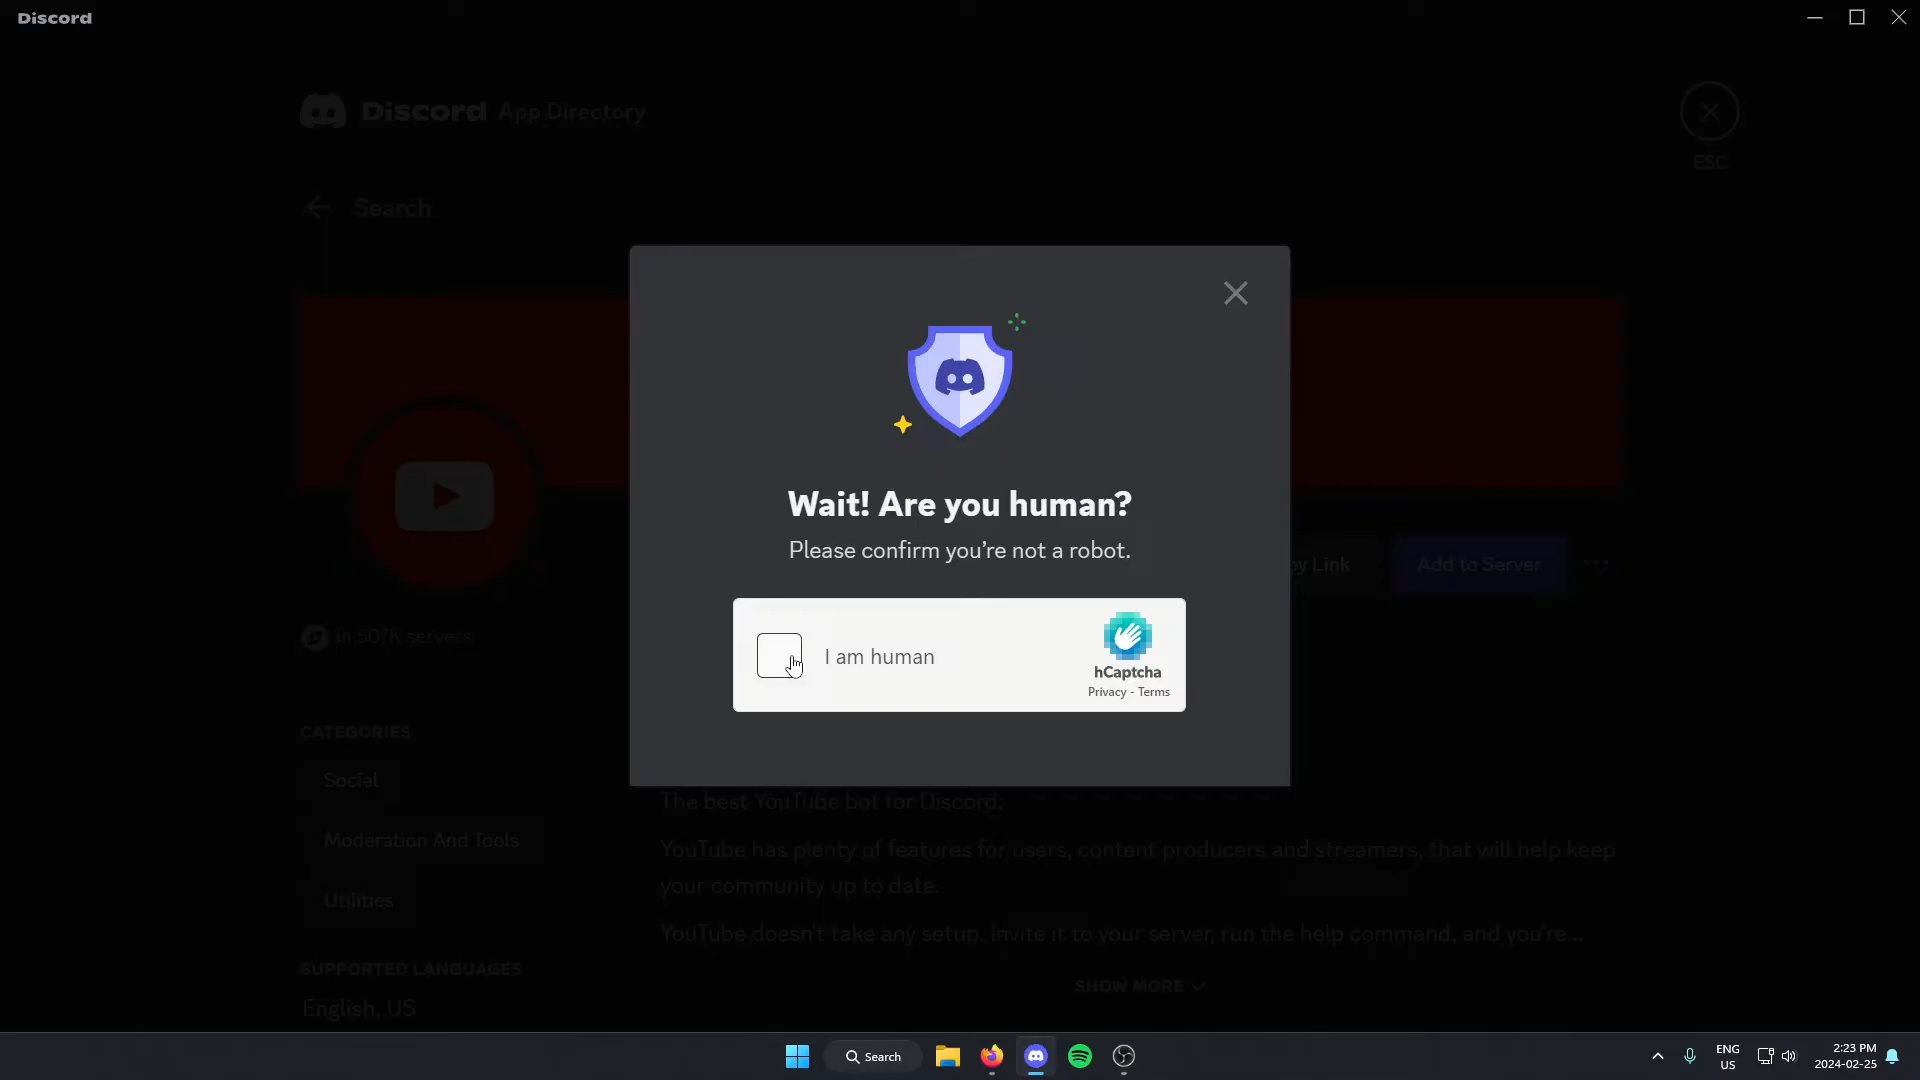 Discord
Discord App Directory
ESC
Search
Wait! Are you human?
Please confirm you're not a robot.
by Link
Add to Server
I am human
hCaptcha
Privacy - Terms
in 507K servers
CATEGORIES
Social
Moderation And Tools
Utilities
The best YouTube bot for Discord.
YouTube has plenty of features for users, content producers and streamers, that will help keep
your community up to date.
YouTube doesn't take any setup. Invite it to your server, run the help command, and you're...
SHOW MORE
SUPPORTED LANGUAGES
English, US
Search
ENG
US
2:23 PM
2024-02-25